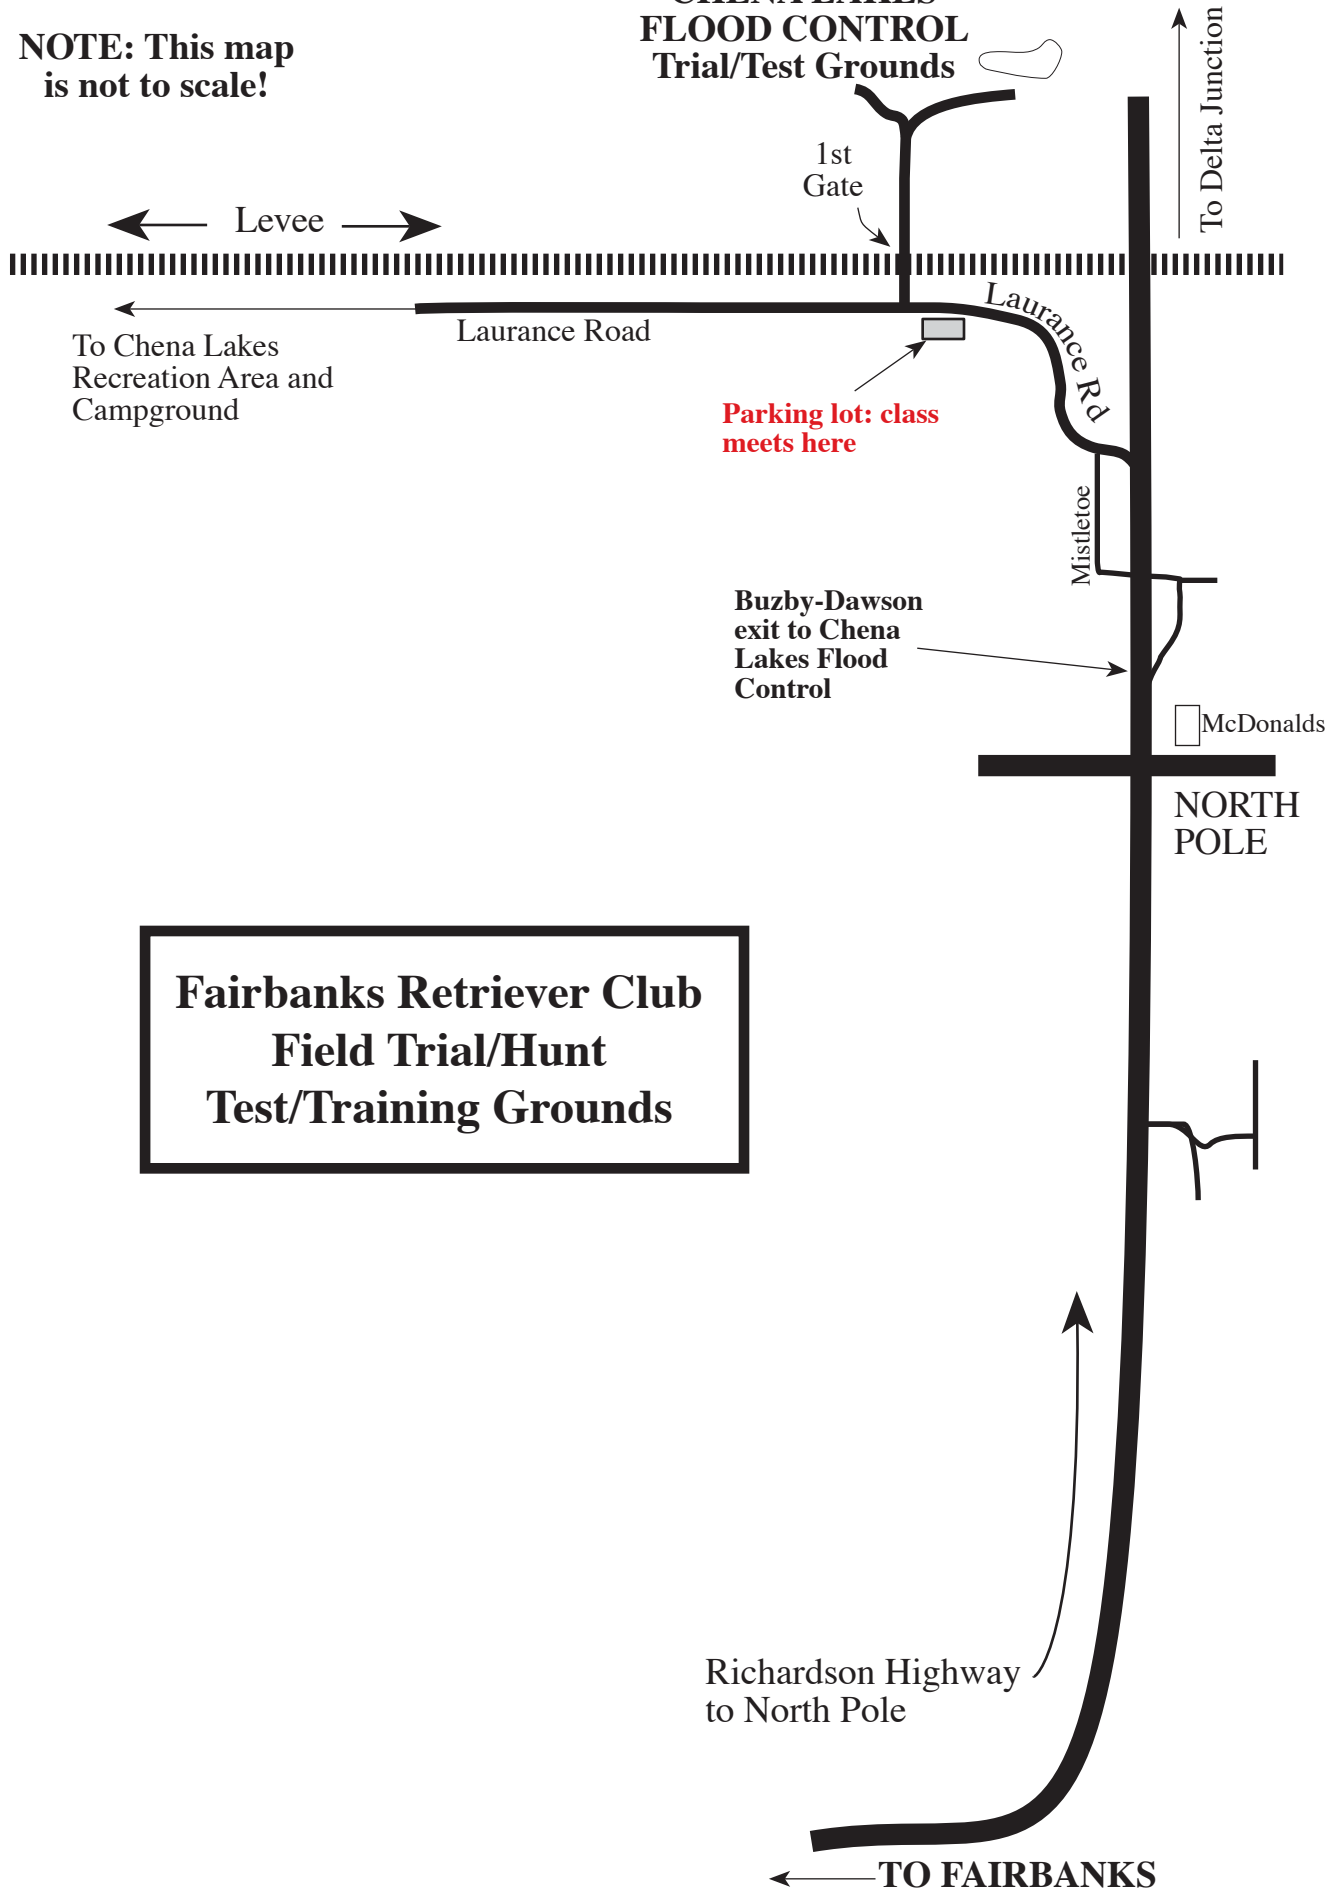 CHENA LAKES
FLOOD CONTROL
Trial/Test Grounds
NOTE: This map
is not to scale!
To Delta Junction
1st
Gate
Levee
Laurance Rd
Laurance Road
To Chena Lakes
Recreation Area and
Campground
Parking lot: class
meets here
Mistletoe
Buzby-Dawson
exit to Chena
Lakes Flood
Control
McDonalds
NORTH
POLE
Fairbanks Retriever Club
Field Trial/Hunt
Test/Training Grounds
Richardson Highway
to North Pole
TO FAIRBANKS